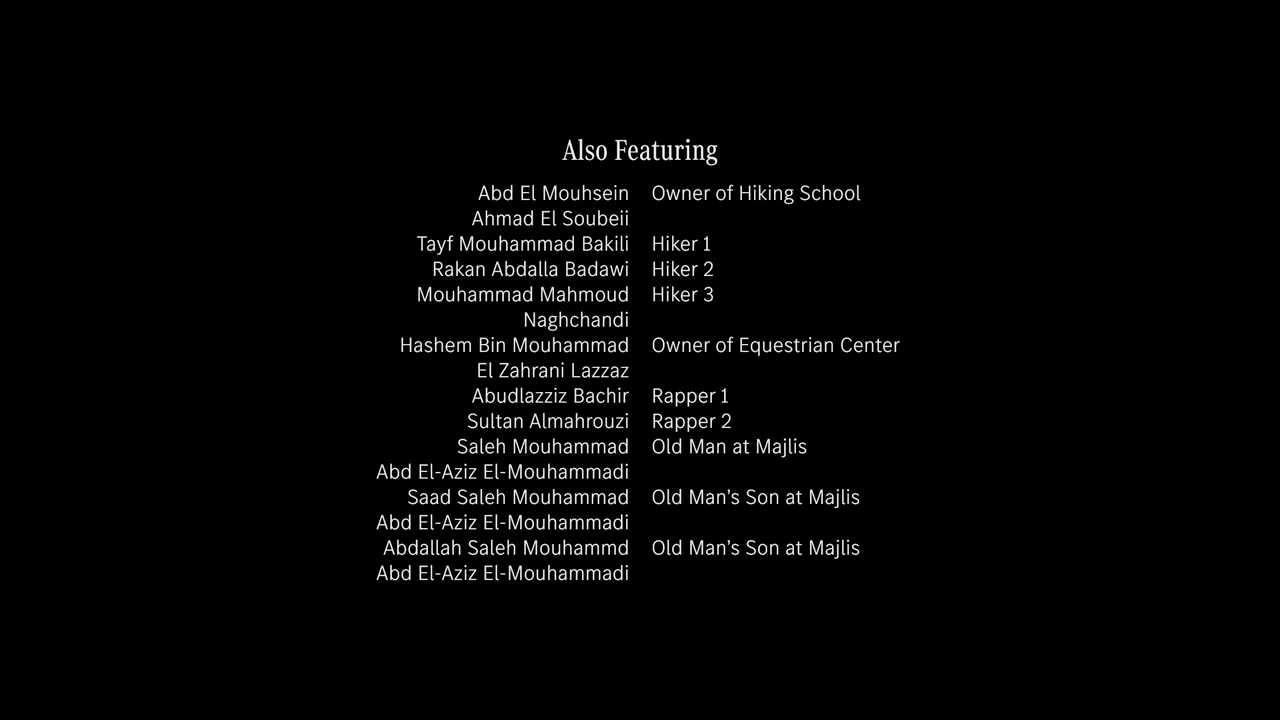 Also Featuring
Abd El Mouhsein Owner of Hiking School
Ahmad El Soubeii
Tayf Mouhammad Bakili Hiker 1
Rakan Abdalla Badawi Hiker 2
Mouhammad Mahmoud Hiker 3
Naghchandi
Hashem Bin Mouhammad Owner of Equestrian Center
El Zahrani Lazzaz
Abudlazziz Bachir Rapper 1
Sultan Almahrouzi Rapper 2
Saleh Mouhammad Old Man at Majlis
Abd El-Aziz El-Mouhammadi
Saad Saleh Mouhammad Old Man’s Son at Majlis
Abd El-Aziz El-Mouhammadi
Abdallah Saleh Mouhammd Old Man’s Son at Majlis
Abd El-Aziz El-Mouhammadi